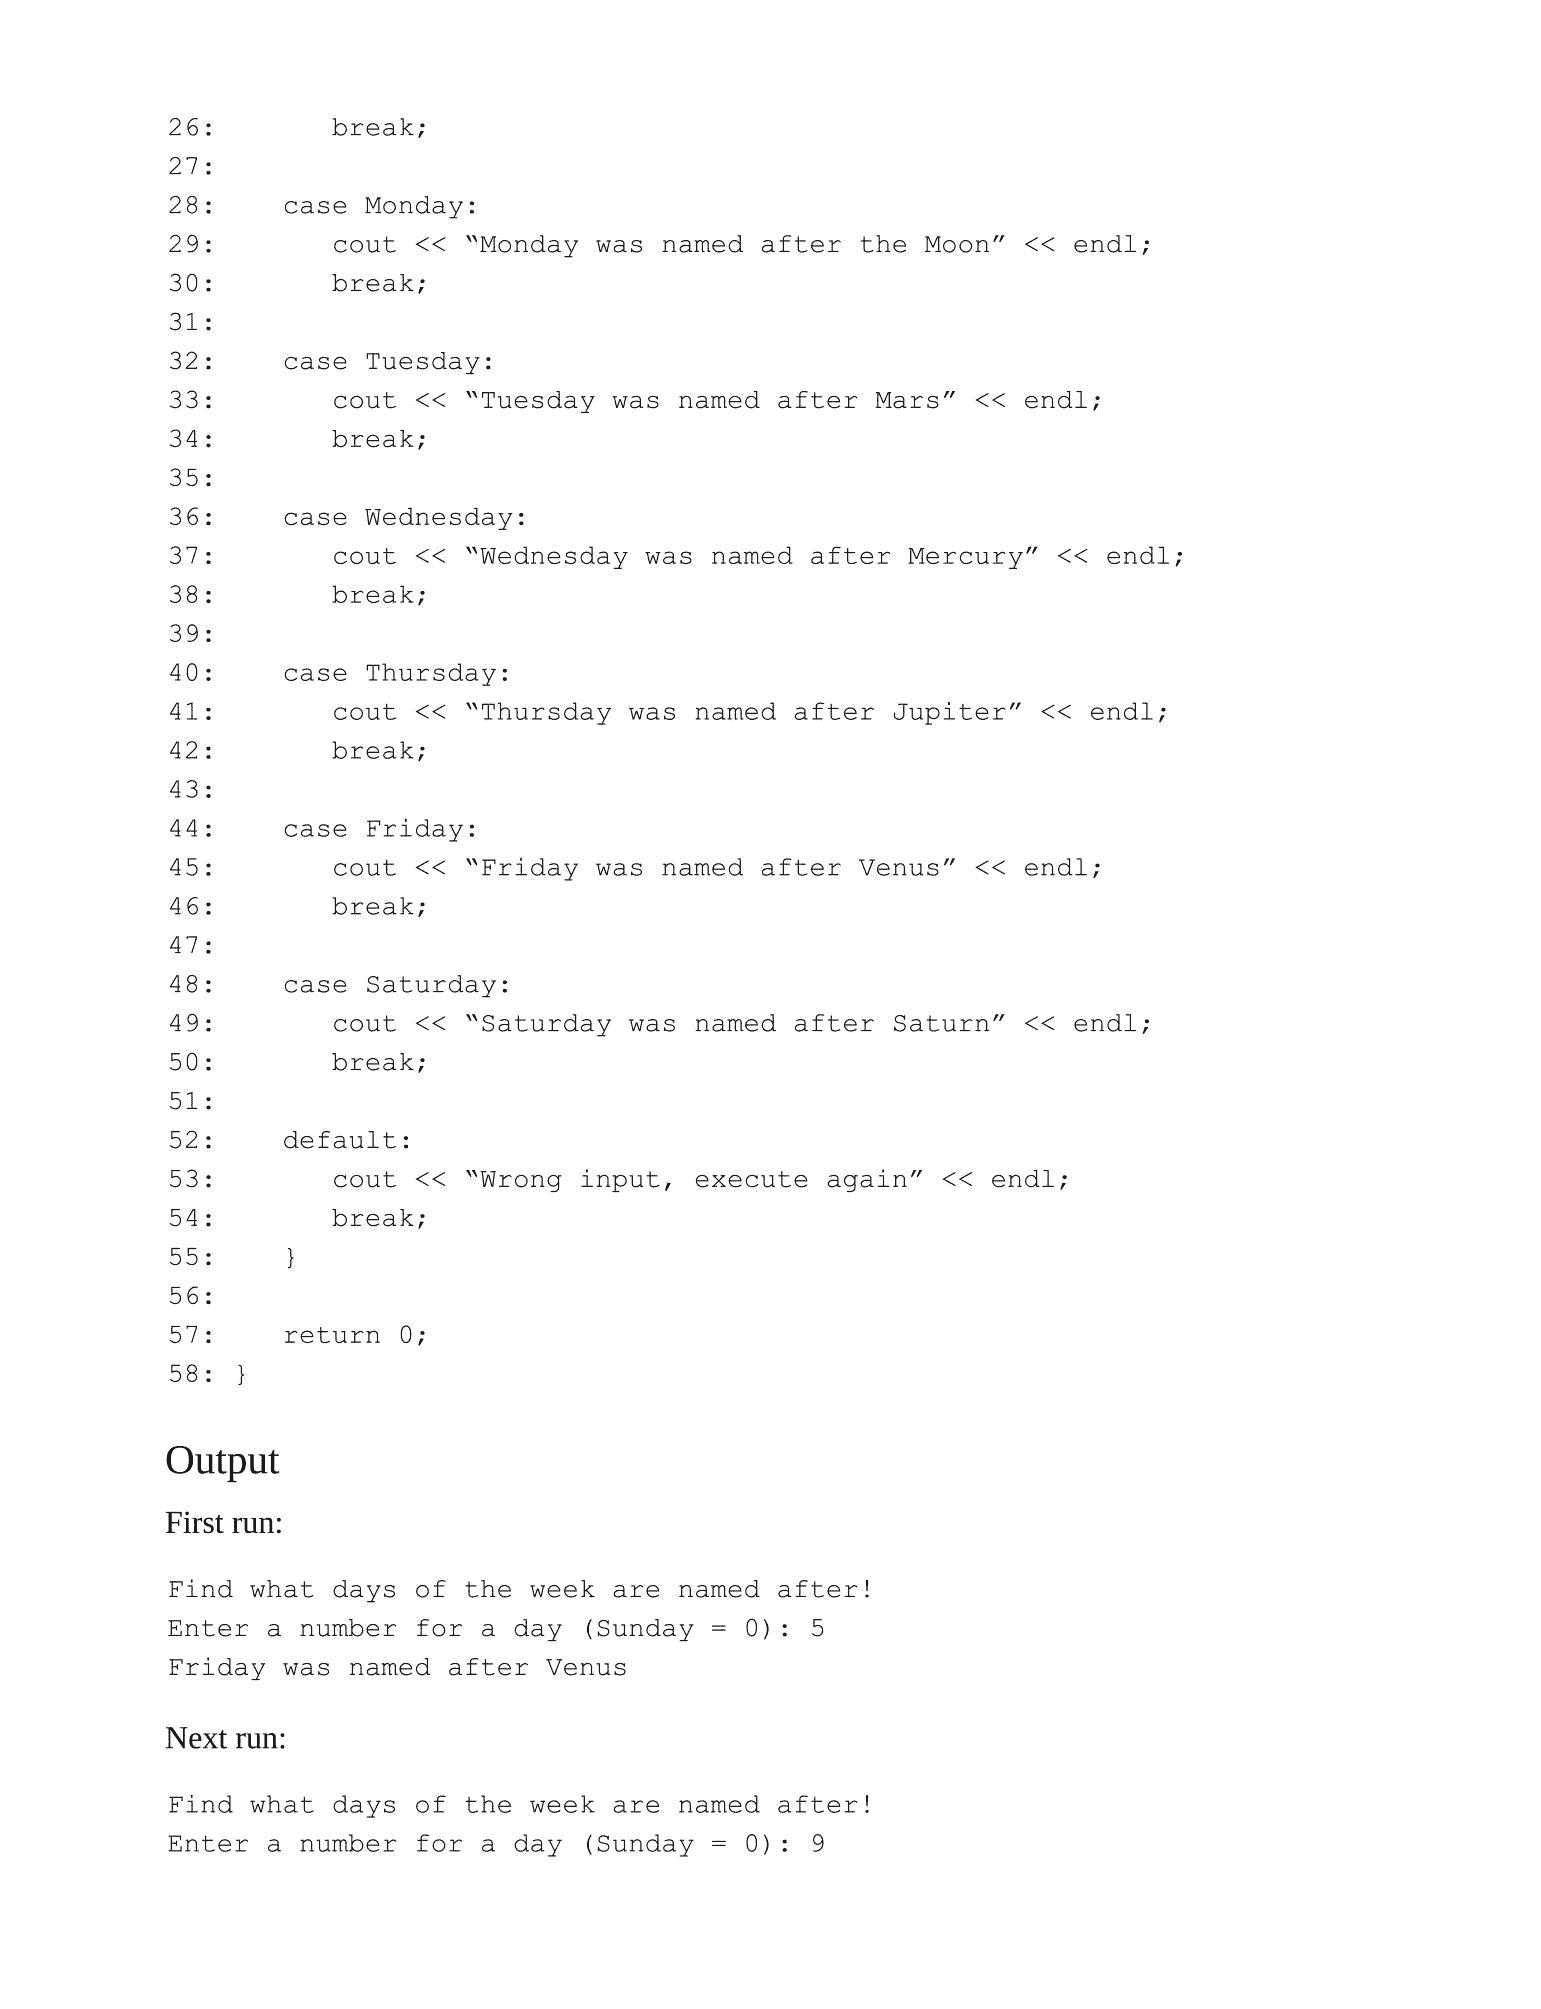 26:       break;
27:
28:    case Monday:
29:       cout << “Monday was named after the Moon” << endl;
30:       break;
31:
32:    case Tuesday:
33:       cout << “Tuesday was named after Mars” << endl;
34:       break;
35:
36:    case Wednesday:
37:       cout << “Wednesday was named after Mercury” << endl;
38:       break;
39:
40:    case Thursday:
41:       cout << “Thursday was named after Jupiter” << endl;
42:       break;
43:
44:    case Friday:
45:       cout << “Friday was named after Venus” << endl;
46:       break;
47:
48:    case Saturday:
49:       cout << “Saturday was named after Saturn” << endl;
50:       break;
51:
52:    default:
53:       cout << “Wrong input, execute again” << endl;
54:       break;
55:    }
56:
57:    return 0;
58: }
Output
First run:
Find what days of the week are named after!
Enter a number for a day (Sunday = 0): 5
Friday was named after Venus
Next run:
Find what days of the week are named after!
Enter a number for a day (Sunday = 0): 9